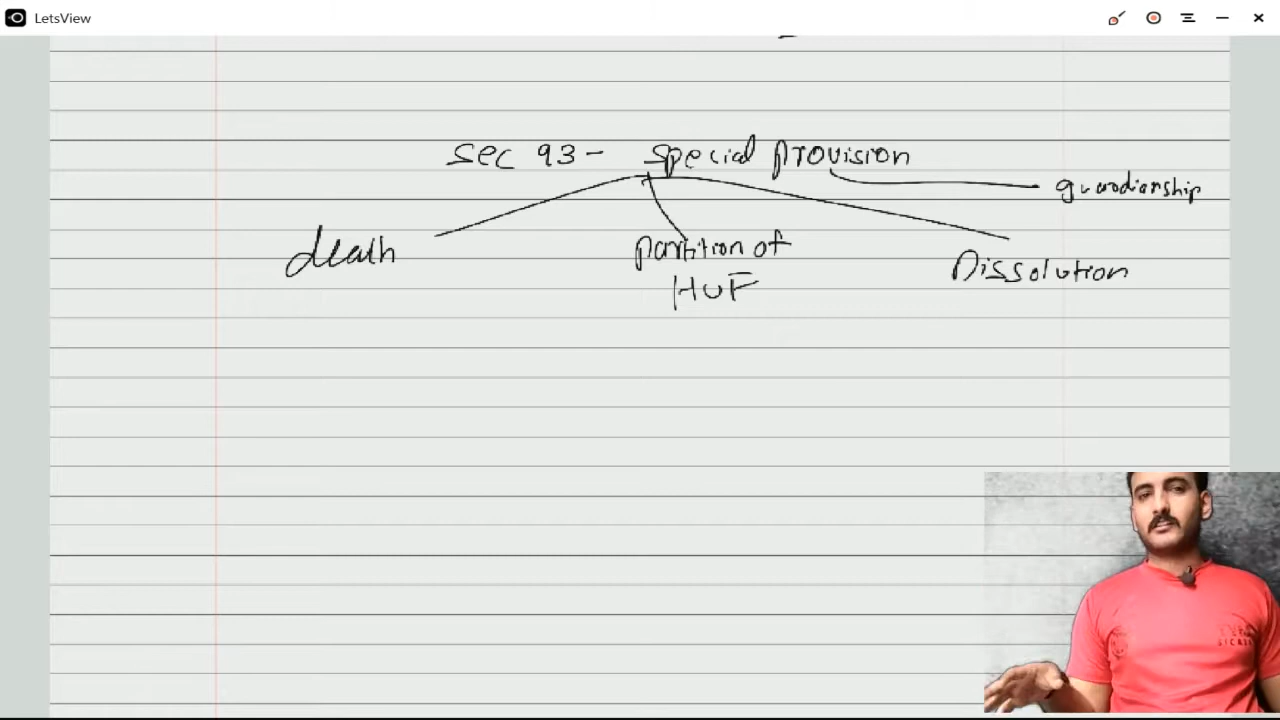 LetsView
Sec 93 - Special provision
guardianship
death
partition of
HUF
Dissolution